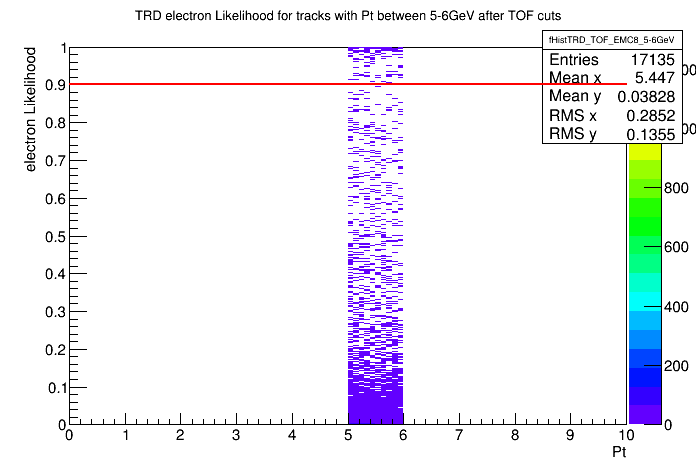 TRD electron Likelihood for tracks with Pt between 5-6GeV after TOF cuts
fHistTRD_TOF_EMC8_5-6GeV
Entries 17135
Mean x 5.447
Mean y 0.03828
RMS x 0.2852
RMS y 0.1355
electron Likelihood
1
0.9
0.8
0.7
0.6
0.5
0.4
0.3
0.2
0.1
0
0 1 2 3 4 5 6 7 8 9 10
Pt
800
600
400
200
0